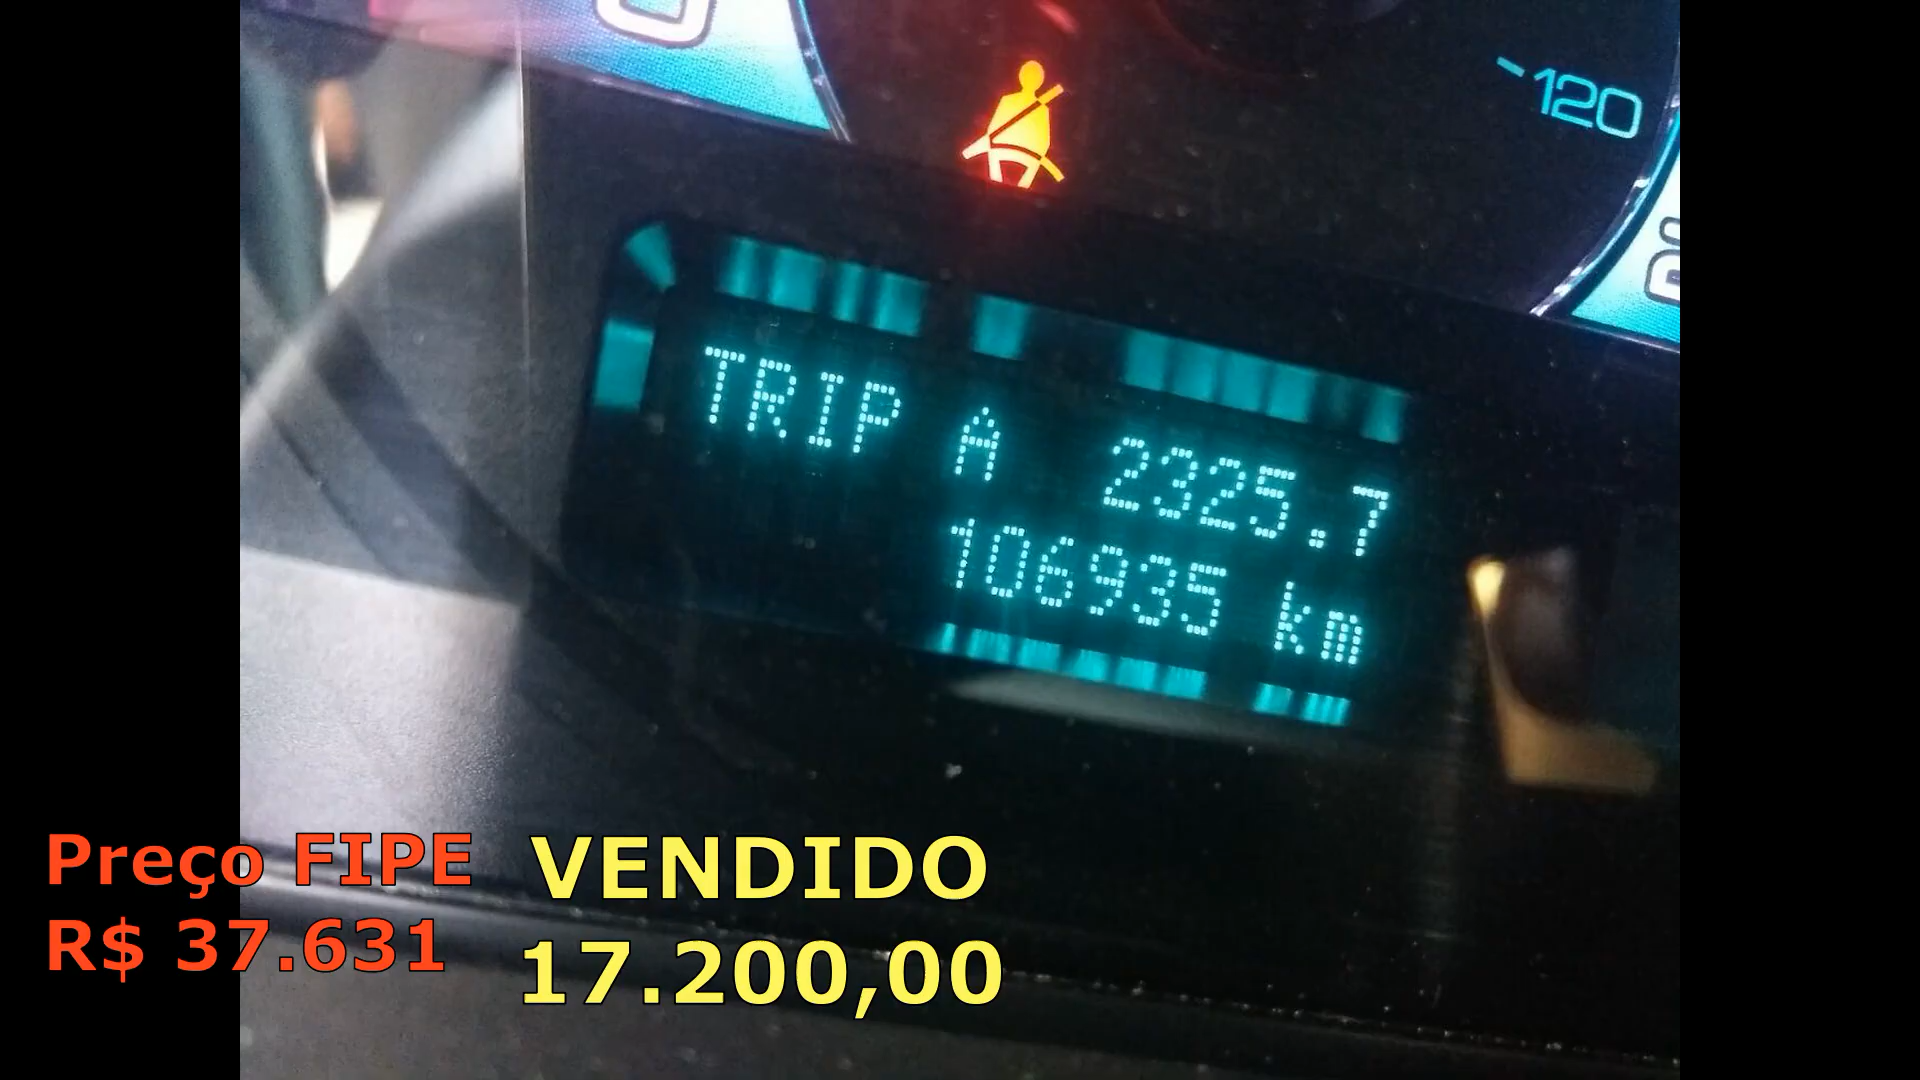 120
TRIP A 2325.7
106935 km
Preço FIPE
R$ 37.631
VENDIDO
17.200,00